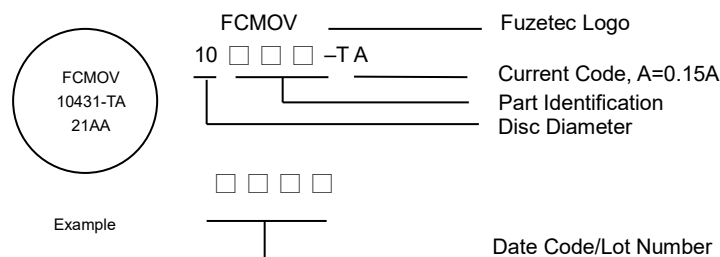 FCMOV Fuzetec Logo
10 □ □ □ –T A
FCMOV
10431-TA
21AA
Current Code, A=0.15A
Part Identification
Disc Diameter
□ □ □ □
Example
Date Code/Lot Number